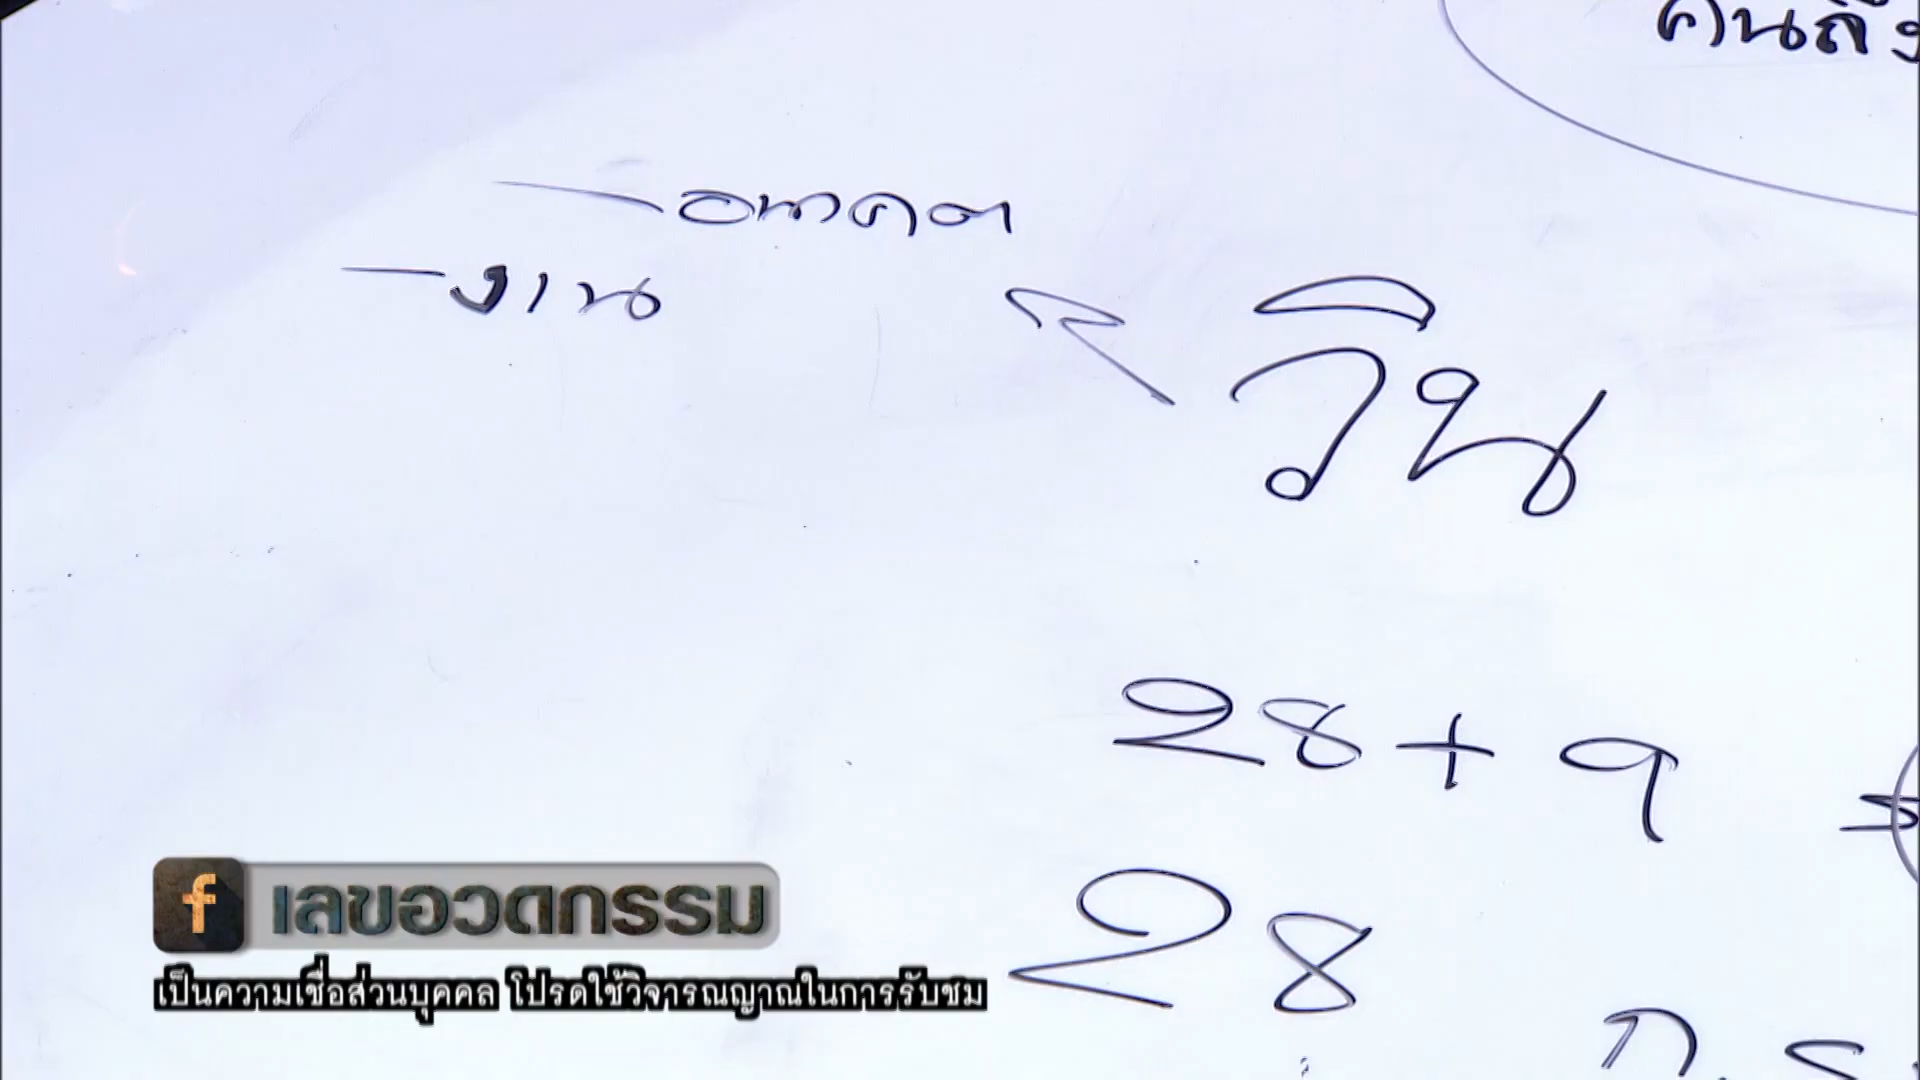 -อนาคต
-งาน
วิน
28+9 =
28
เลขอวดกรรม
เป็นความเชื่อส่วนบุคคล โปรดใช้วิจารณญาณในการรับชม